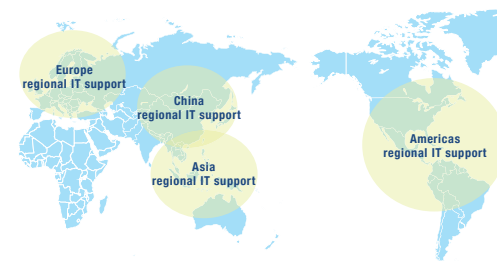 Europe
regional IT support
China
regional IT support
Asia
regional IT support
Americas
regional IT support